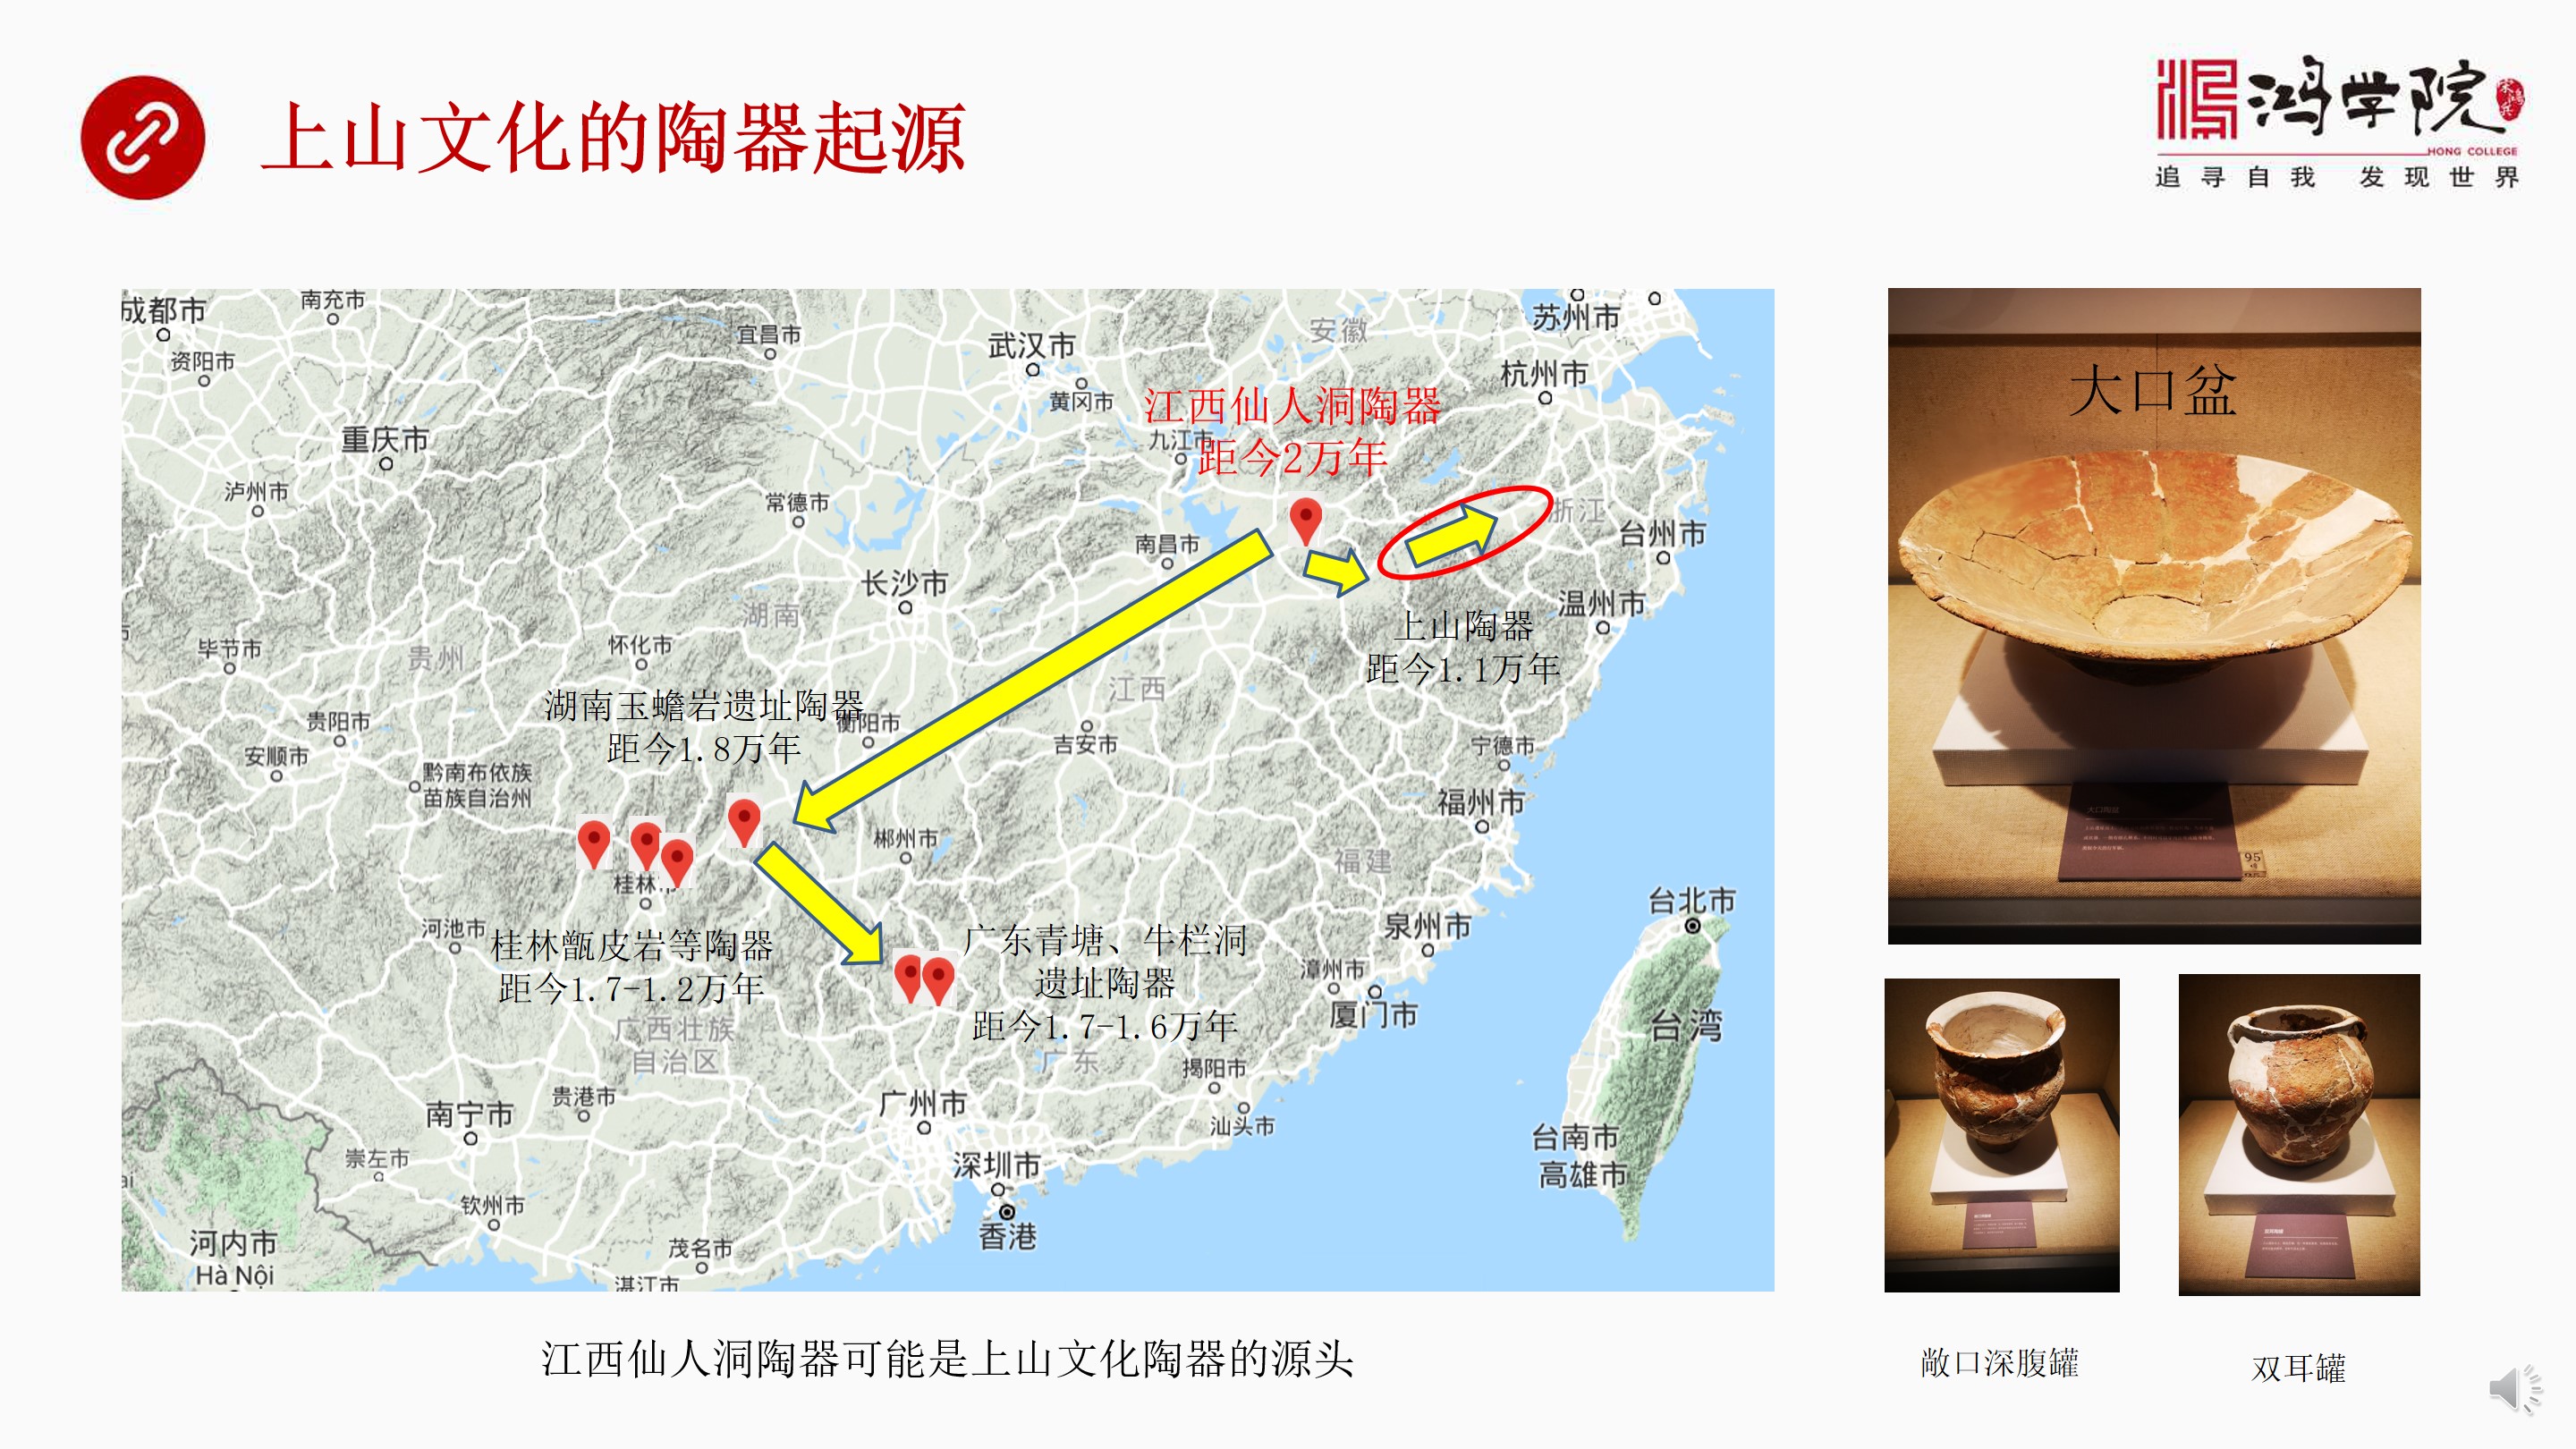 上山文化的陶器起源
鸿学院
HONG COLLEGE
追寻自我 发现世界
成都市
南充市
资阳市
宜昌市
武汉市
黄冈市
安徽
苏州市
杭州市
重庆市
泸州市
常德市
九江市
江西仙人洞陶器
距今2万年
浙江
台州市
南昌市
长沙市
湖南
温州市
上山陶器
距今1.1万年
毕节市
贵州
怀化市
江西
湖南玉蟾岩遗址陶器
距今1.8万年
衡阳市
吉安市
宁德市
贵阳市
安顺市
黔南布依族
苗族自治州
郴州市
福州市
福建
桂林市
河池市
桂林甑皮岩等陶器
距今1.7-1.2万年
广东青塘、牛栏洞
遗址陶器
距今1.7-1.6万年
泉州市
台北市
漳州市
厦门市
台湾
广西壮族
自治区
广东
揭阳市
汕头市
南宁市
贵港市
广州市
崇左市
深圳市
台南市
高雄市
钦州市
香港
河内市
Hà Nội
茂名市
湛江市
江西仙人洞陶器可能是上山文化陶器的源头
大口盆
大口陶盆
95
敞口深腹罐
双耳罐